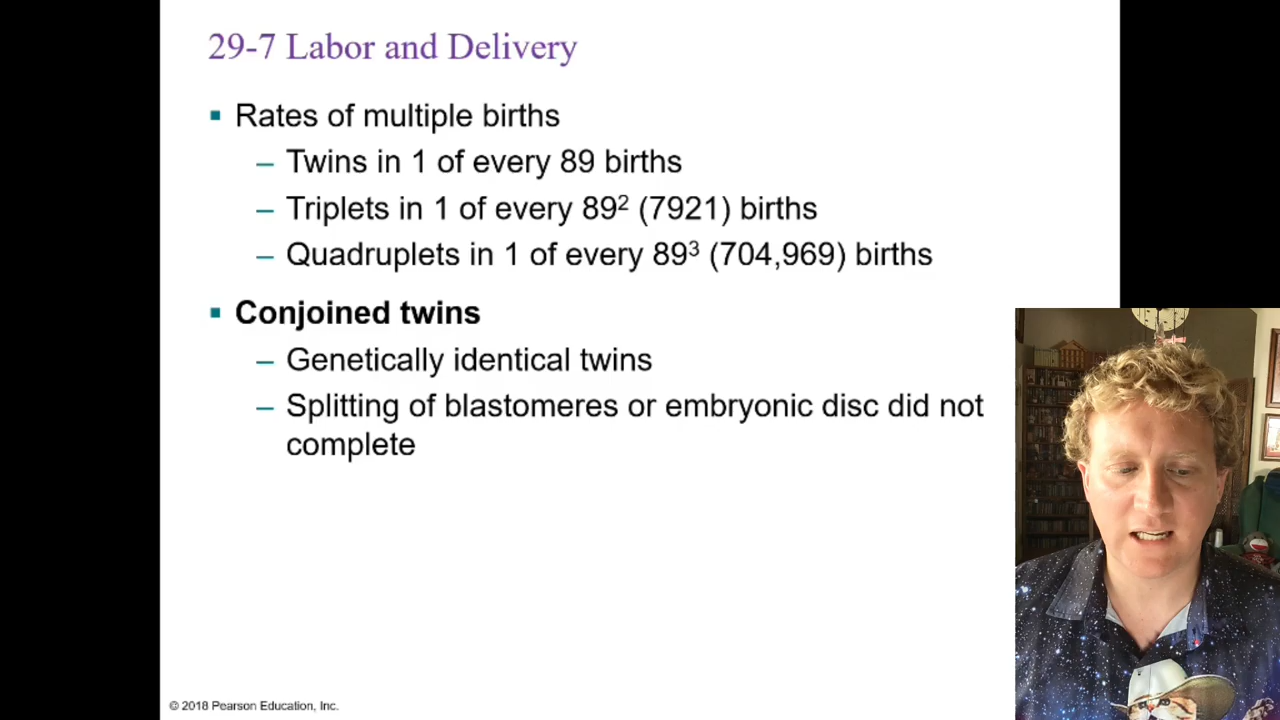 29-7 Labor and Delivery
▪ Rates of multiple births
– Twins in 1 of every 89 births
– Triplets in 1 of every 89² (7921) births
– Quadruplets in 1 of every 89³ (704,969) births
▪ Conjoined twins
– Genetically identical twins
– Splitting of blastomeres or embryonic disc did not
complete
© 2018 Pearson Education, Inc.